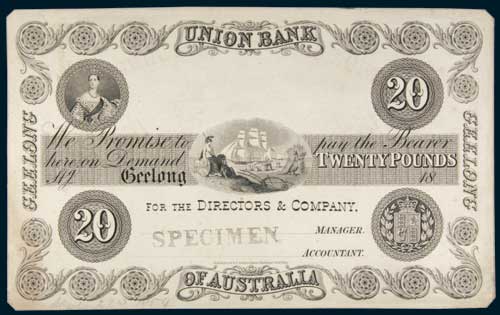 UNION BANK
20
GEELONG
GEELONG
We Promise to pay the Bearer
here on Demand TWENTY POUNDS
Geelong 18
FOR THE DIRECTORS & COMPANY.
20
SPECIMEN
MANAGER.
ACCOUNTANT.
OF AUSTRALIA